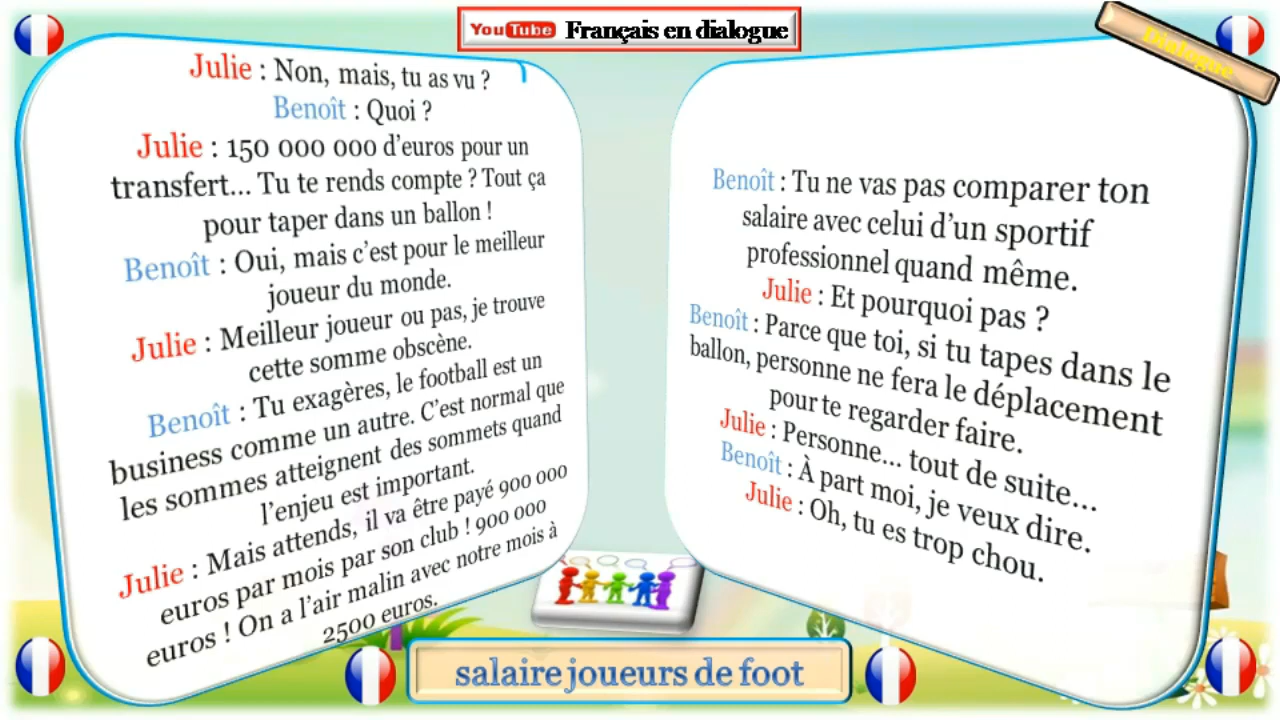 YouTube Français en dialogue
Dialogue
Julie : Non, mais, tu as vu ?
Benoît : Quoi ?
Julie : 150 000 000 d’euros pour un
transfert... Tu te rends compte ? Tout ça
pour taper dans un ballon !
Benoît : Oui, mais c’est pour le meilleur
joueur du monde.
Julie : Meilleur joueur ou pas, je trouve
cette somme obscène.
Benoît : Tu exagères, le football est un
business comme un autre. C’est normal que
les sommes atteignent des sommets quand
l’enjeu est important.
Julie : Mais attends, il va être payé 900 000
euros par mois par son club ! 900 000
euros ! On a l’air malin avec notre mois à
2500 euros.
Benoît : Tu ne vas pas comparer ton
salaire avec celui d’un sportif
professionnel quand même.
Julie : Et pourquoi pas ?
Benoît : Parce que toi, si tu tapes dans le
ballon, personne ne fera le déplacement
pour te regarder faire.
Julie : Personne... tout de suite...
Benoît : À part moi, je veux dire.
Julie : Oh, tu es trop chou.
salaire joueurs de foot